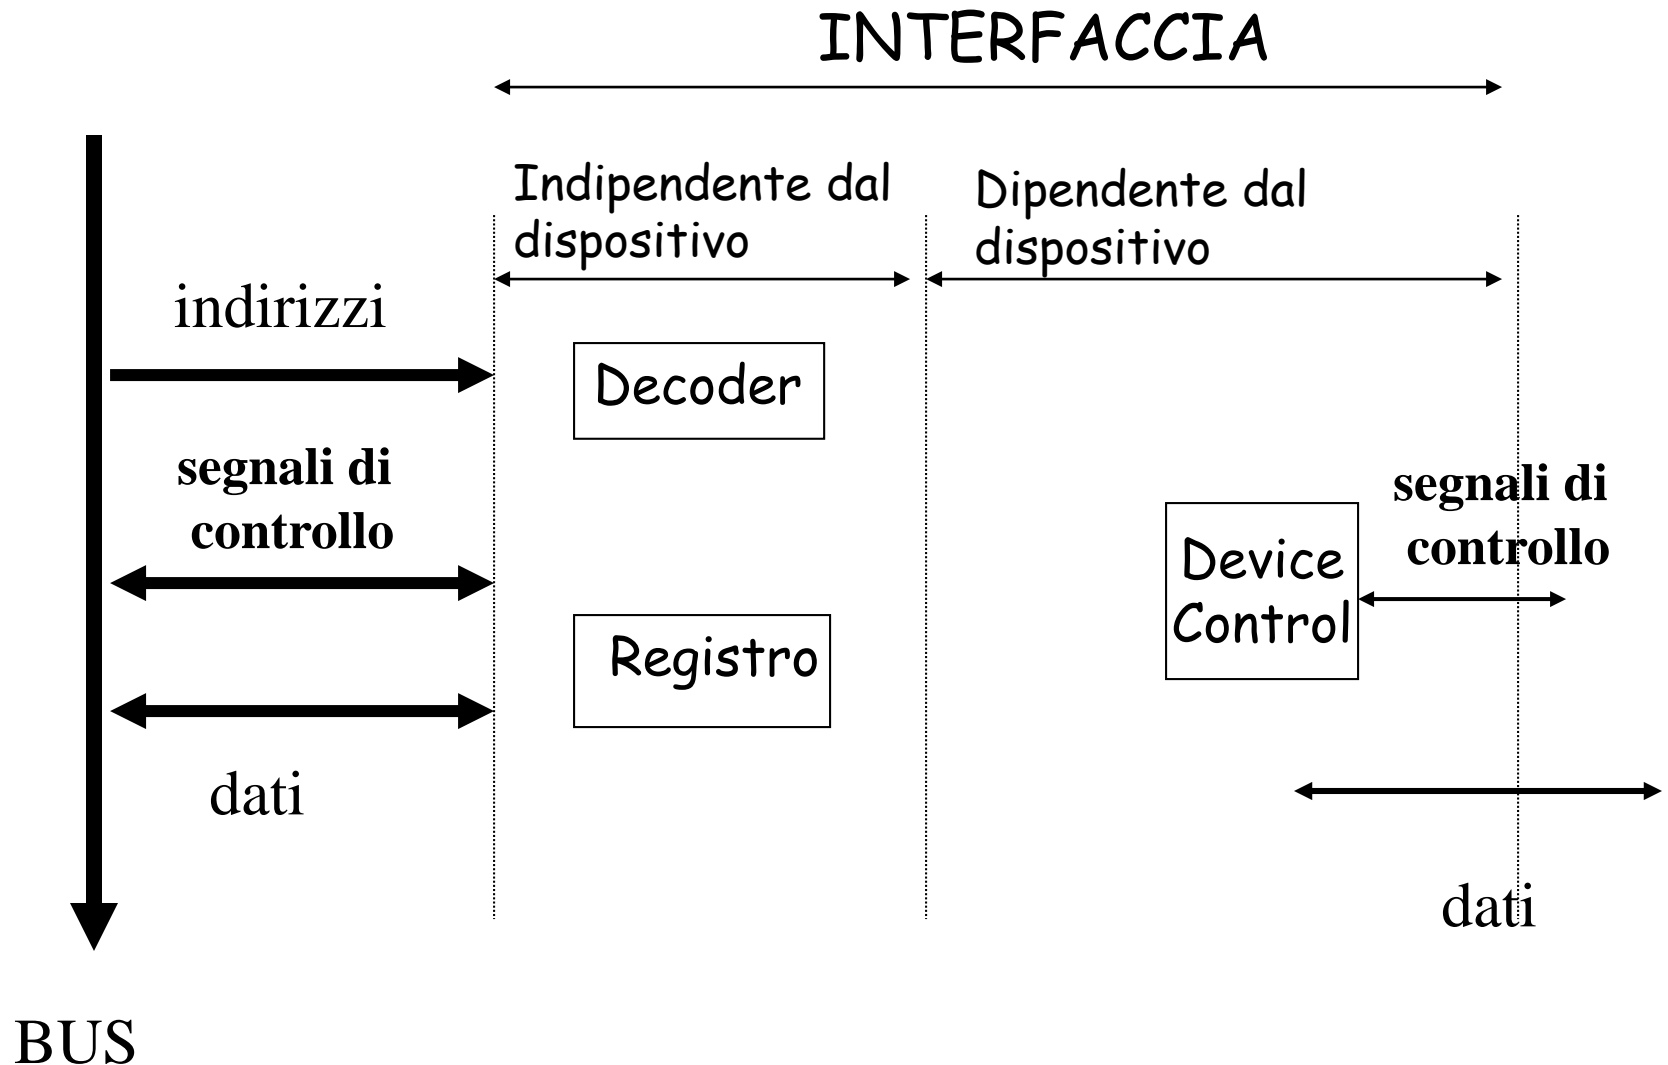 INTERFACCIA
Indipendente dal
dispositivo
Dipendente dal
dispositivo
indirizzi
Decoder
segnali di
controllo
segnali di
controllo
Device
Control
Registro
dati
dati
BUS